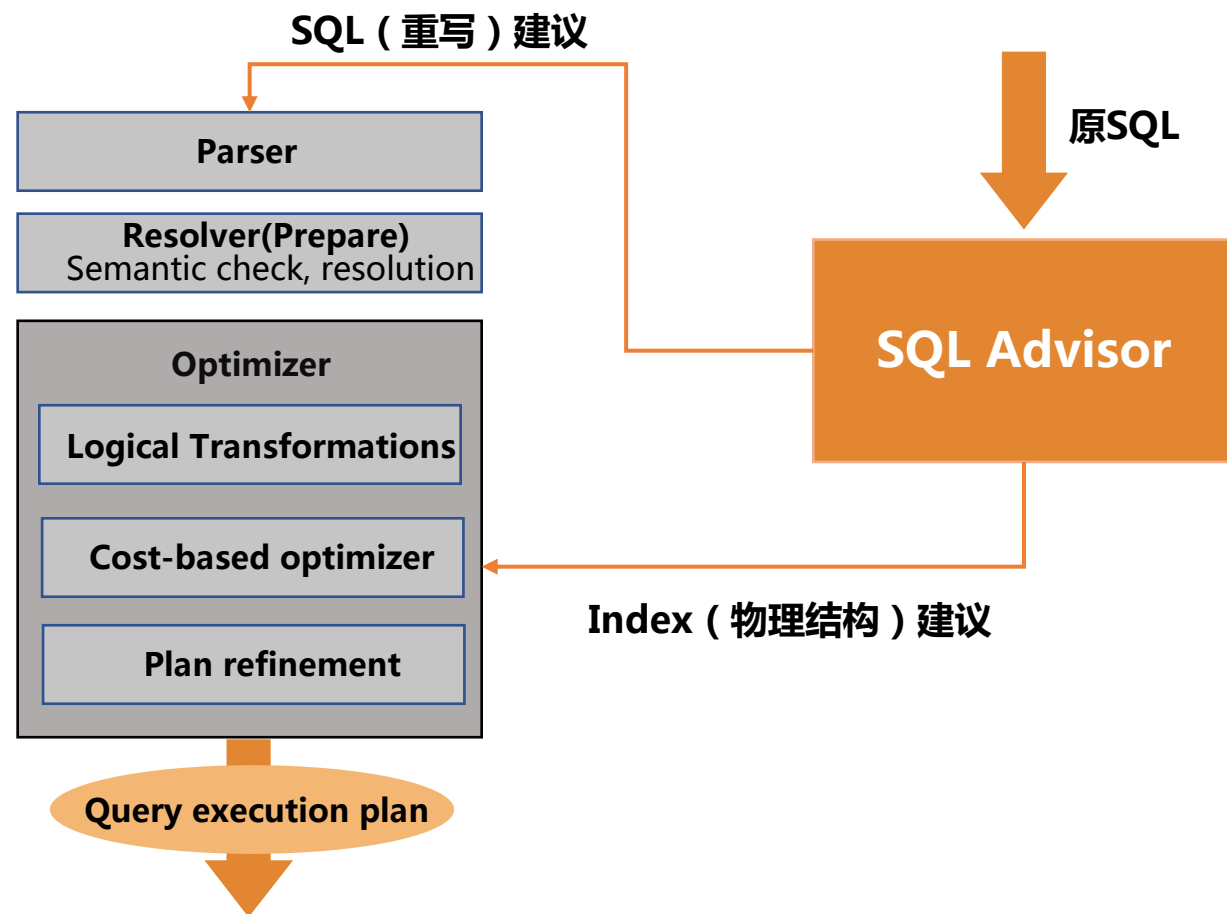 SQL（重写）建议
原SQL
Parser
Resolver(Prepare)
Semantic check, resolution
Optimizer
SQL Advisor
Logical Transformations
Cost-based optimizer
Index（物理结构）建议
Plan refinement
Query execution plan